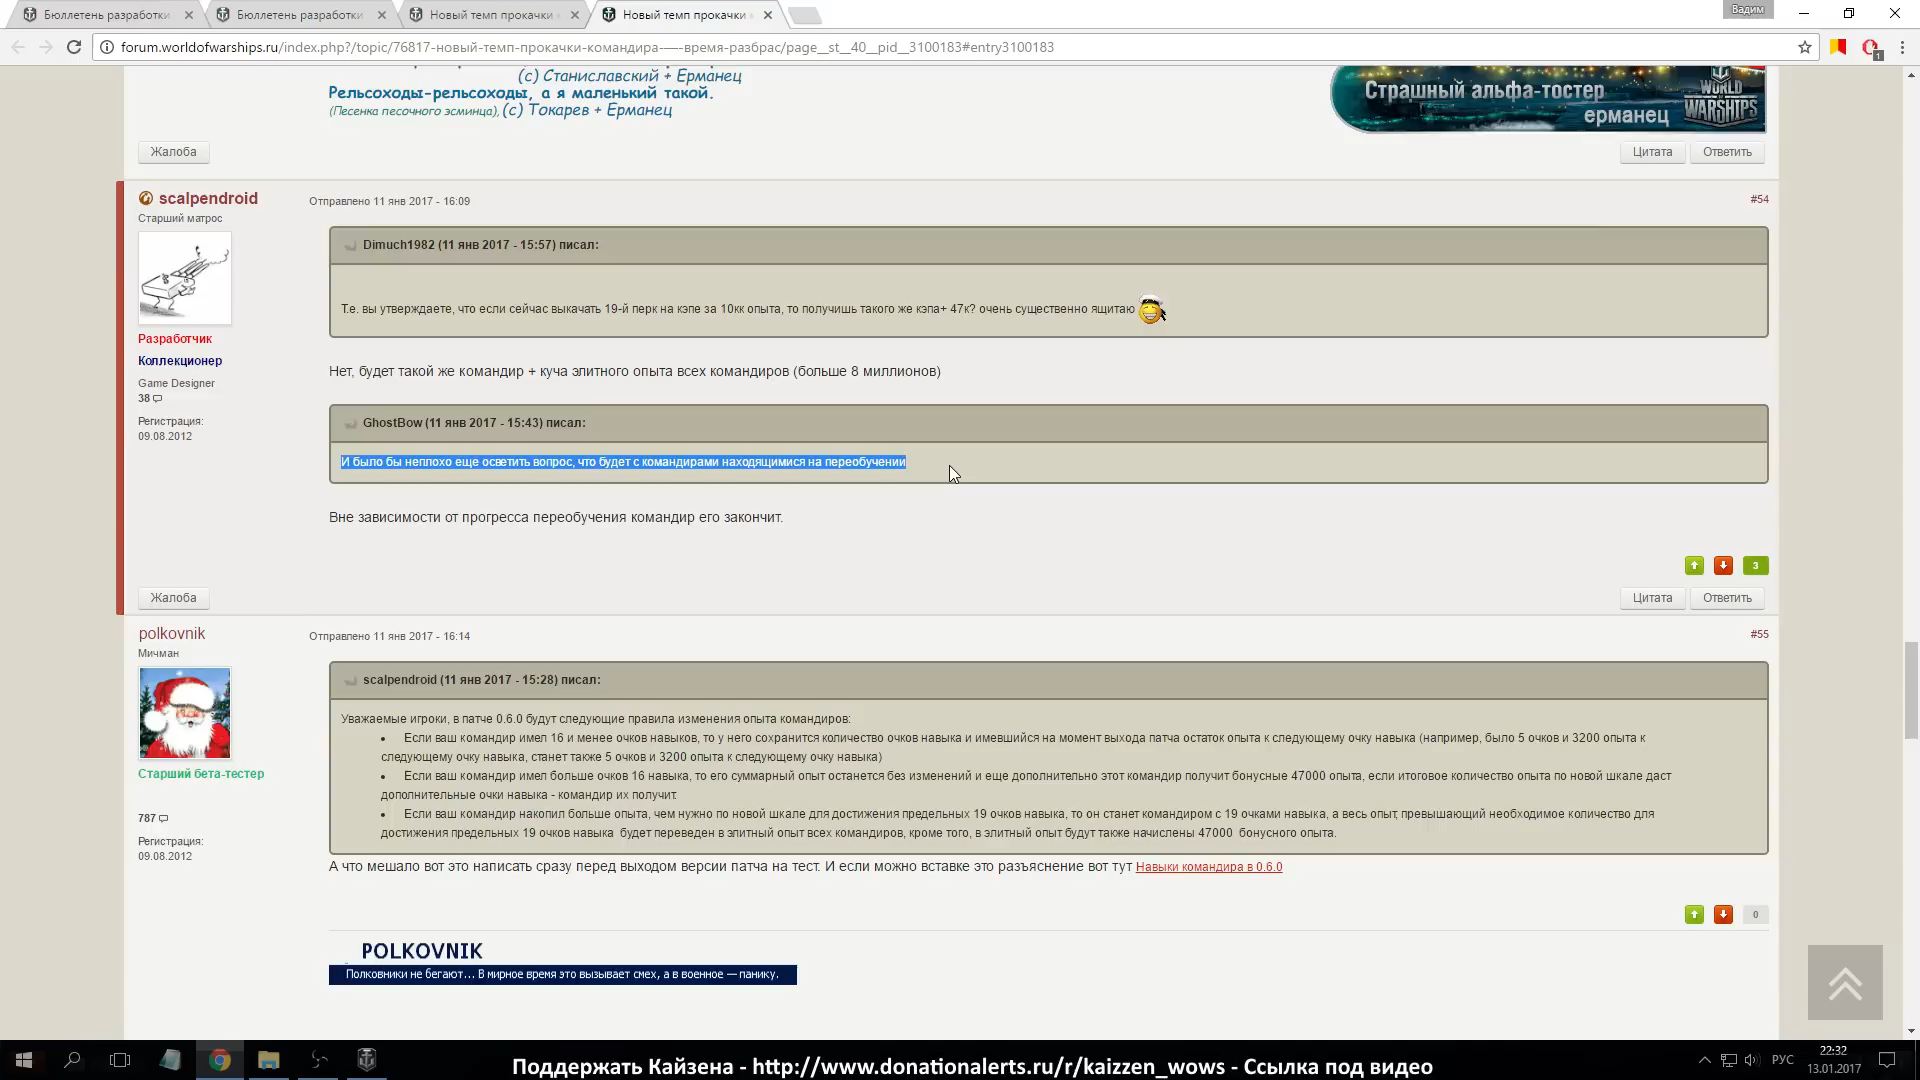 Бюллетень разработки
Бюллетень разработки
Новый темп прокачки
Новый темп прокачки
Вадим
forum.worldofwarships.ru/index.php?/topic/76817-новый-темп-прокачки-командира-—-время-разбрас/page__st__40__pid__3100183#entry3100183
(с) Станиславский + Ерманец
Рельсоходы-рельсоходы, а я маленький такой.
(Песенка песочного эсминца), (с) Токарев + Ерманец
Страшный альфа-тостер
ерманец
WORLD OF WARSHIPS
Жалоба
Цитата
Ответить
scalpendroid
Отправлено 11 янв 2017 - 16:09
#54
Старший матрос
Dimuch1982 (11 янв 2017 - 15:57) писал:
Т.е. вы утверждаете, что если сейчас выкачать 19-й перк на кэпе за 10кк опыта, то получишь такого же кэпа+ 47к? очень существенно ящитаю
Разработчик
Коллекционер
Game Designer
38
Регистрация:
09.08.2012
Нет, будет такой же командир + куча элитного опыта всех командиров (больше 8 миллионов)
GhostBow (11 янв 2017 - 15:43) писал:
И было бы неплохо еще осветить вопрос, что будет с командирами находящимися на переобучении
Вне зависимости от прогресса переобучения командир его закончит.
3
Жалоба
Цитата
Ответить
polkovnik
Отправлено 11 янв 2017 - 16:14
#55
Мичман
scalpendroid (11 янв 2017 - 15:28) писал:
Уважаемые игроки, в патче 0.6.0 будут следующие правила изменения опыта командиров:
• Если ваш командир имел 16 и менее очков навыков, то у него сохранится количество очков навыка и имевшийся на момент выхода патча остаток опыта к следующему очку навыка (например, было 5 очков и 3200 опыта к
следующему очку навыка, станет также 5 очков и 3200 опыта к следующему очку навыка)
• Если ваш командир имел больше очков 16 навыка, то его суммарный опыт останется без изменений и еще дополнительно этот командир получит бонусные 47000 опыта, если итоговое количество опыта по новой шкале даст
дополнительные очки навыка - командир их получит.
• Если ваш командир накопил больше опыта, чем нужно по новой шкале для достижения предельных 19 очков навыка, то он станет командиром с 19 очками навыка, а весь опыт, превышающий необходимое количество для
достижения предельных 19 очков навыка будет переведен в элитный опыт всех командиров, кроме того, в элитный опыт будут также начислены 47000 бонусного опыта.
Старший бета-тестер
787
Регистрация:
09.08.2012
А что мешало вот это написать сразу перед выходом версии патча на тест. И если можно вставке это разъяснение вот тут Навыки командира в 0.6.0
0
POLKOVNIK
Полковники не бегают... В мирное время это вызывает смех, а в военное — панику.
Поддержать Кайзена - http://www.donationalerts.ru/r/kaizzen_wows - Ссылка под видео
РУС
22:32
13.01.2017